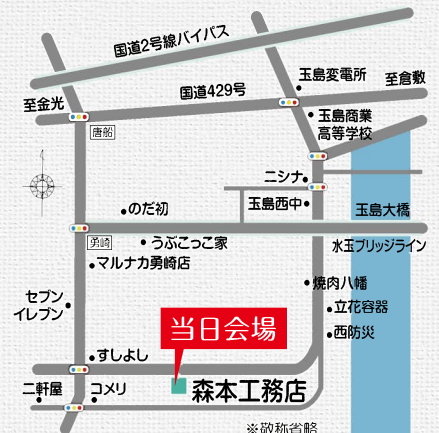 国道2号線バイパス
玉島変電所
至倉敷
国道429号
至金光
玉島商業
高等学校
唐船
ニシナ
玉島西中
のだ初
玉島大橋
勇崎
うぶこっこ家
水玉ブリッジライン
マルナカ勇崎店
焼肉八幡
セブン
イレブン
立花容器
当日会場
西防災
すしよし
二軒屋
コメリ
森本工務店
※敬称省略